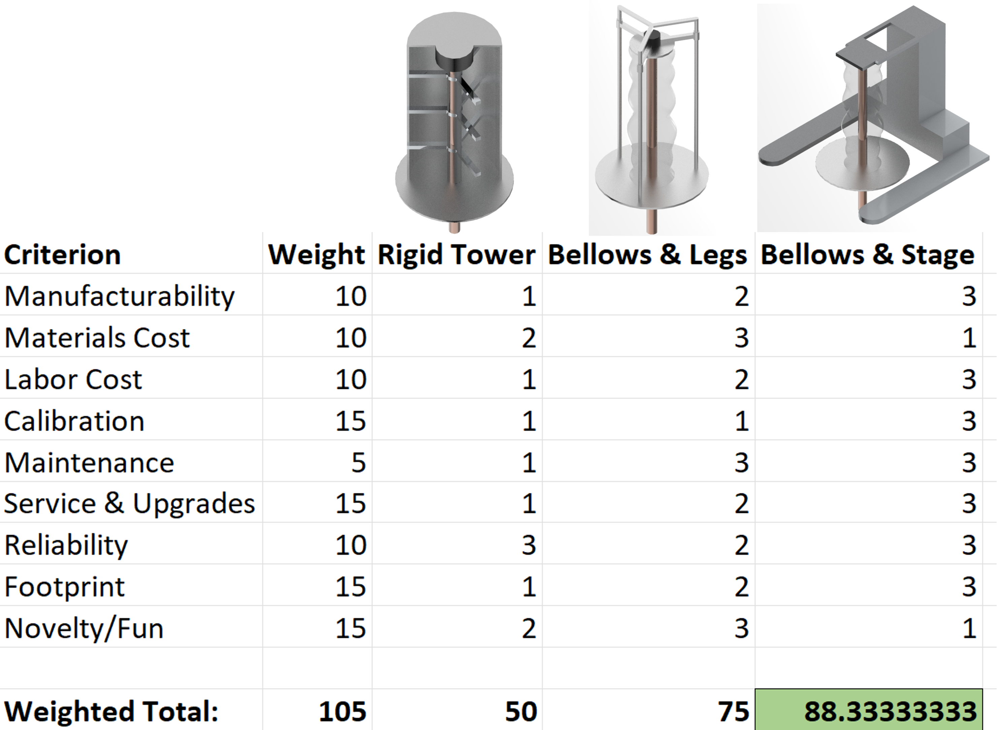 Criterion Weight Rigid Tower Bellows & Legs Bellows & Stage
Manufacturability 10 1 2 3
Materials Cost 10 2 3 1
Labor Cost 10 1 2 3
Calibration 15 1 1 3
Maintenance 5 1 3 3
Service & Upgrades 15 1 2 3
Reliability 10 3 2 3
Footprint 15 1 2 3
Novelty/Fun 15 2 3 1
Weighted Total: 105 50 75 88.33333333